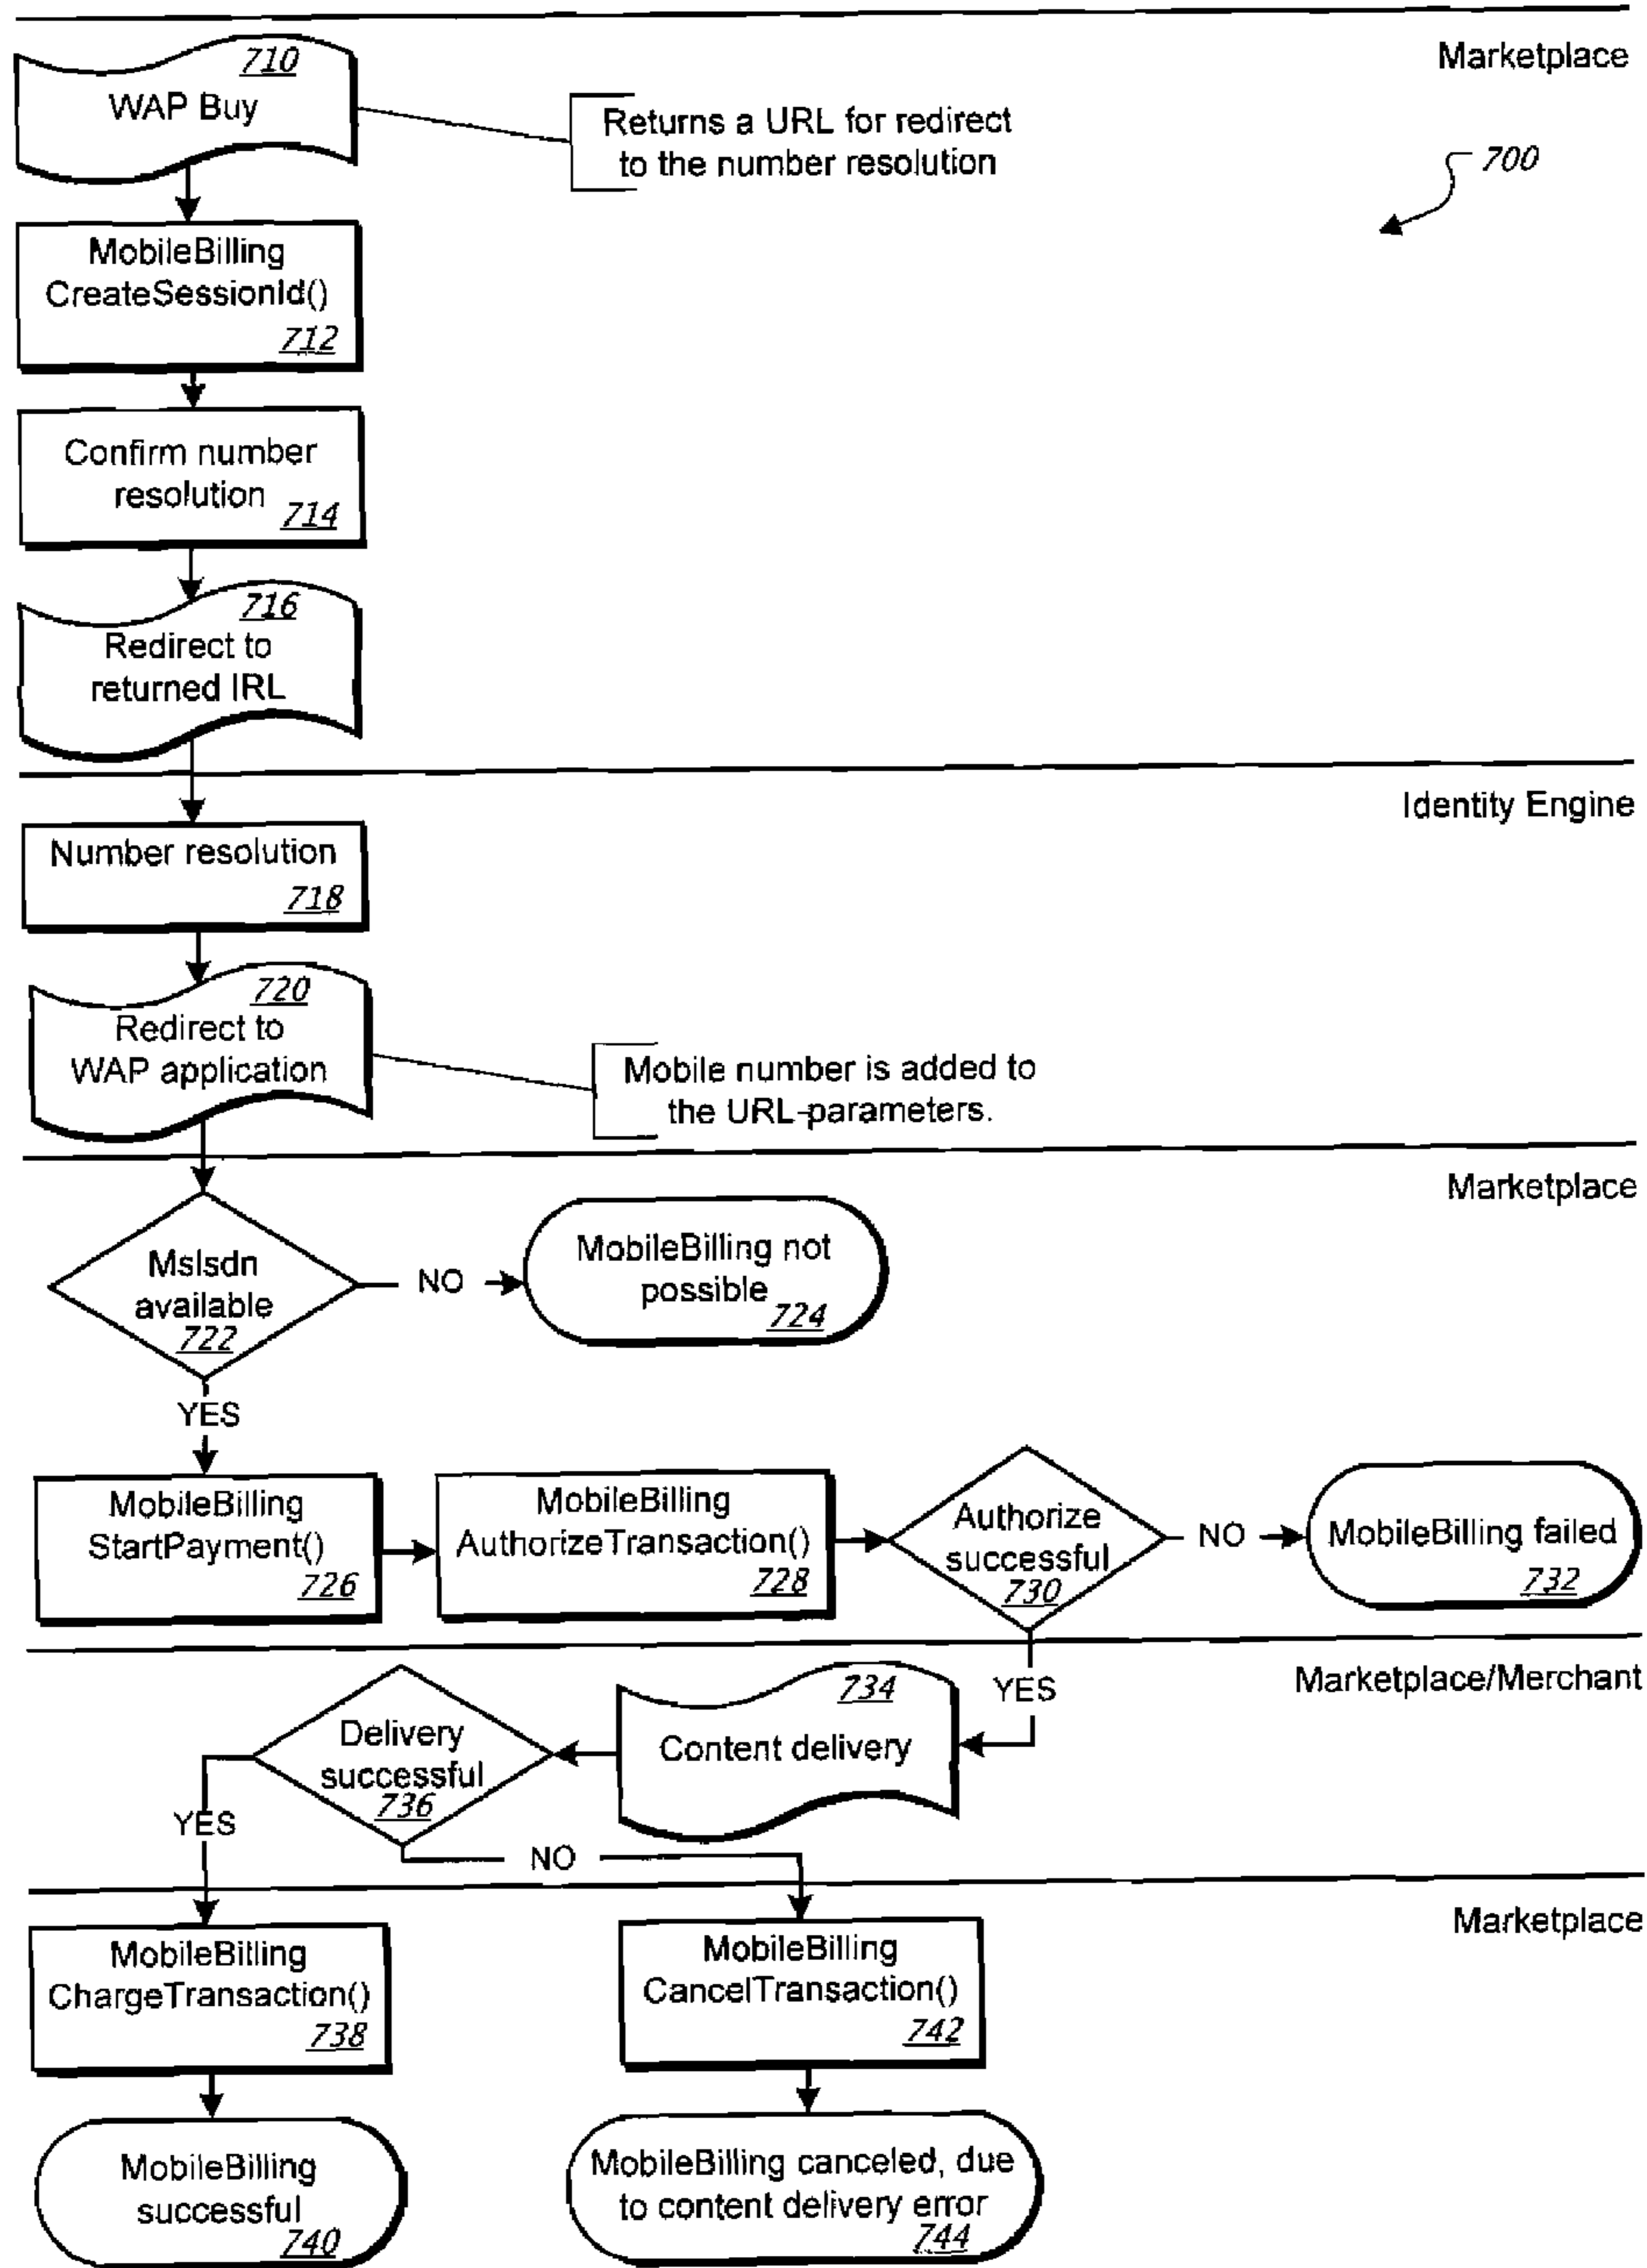 Marketplace
710
WAP Buy
Returns a URL for redirect
to the number resolution
700
MobileBilling
CreateSessionId()
712
Confirm number
resolution
714
716
Redirect to
returned IRL
Identity Engine
Number resolution
718
720
Redirect to
WAP application
Mobile number is added to
the URL-parameters.
Marketplace
MsIsdn
available
722
NO
MobileBilling not
possible
724
YES
MobileBilling
StartPayment()
726
MobileBilling
AuthorizeTransaction()
728
Authorize
successful
730
NO
MobileBilling failed
732
Marketplace/Merchant
YES
734
Content delivery
Delivery
successful
736
YES
NO
Marketplace
MobileBilling
ChargeTransaction()
738
MobileBilling
CancelTransaction()
742
MobileBilling
successful
740
MobileBilling canceled, due
to content delivery error
744